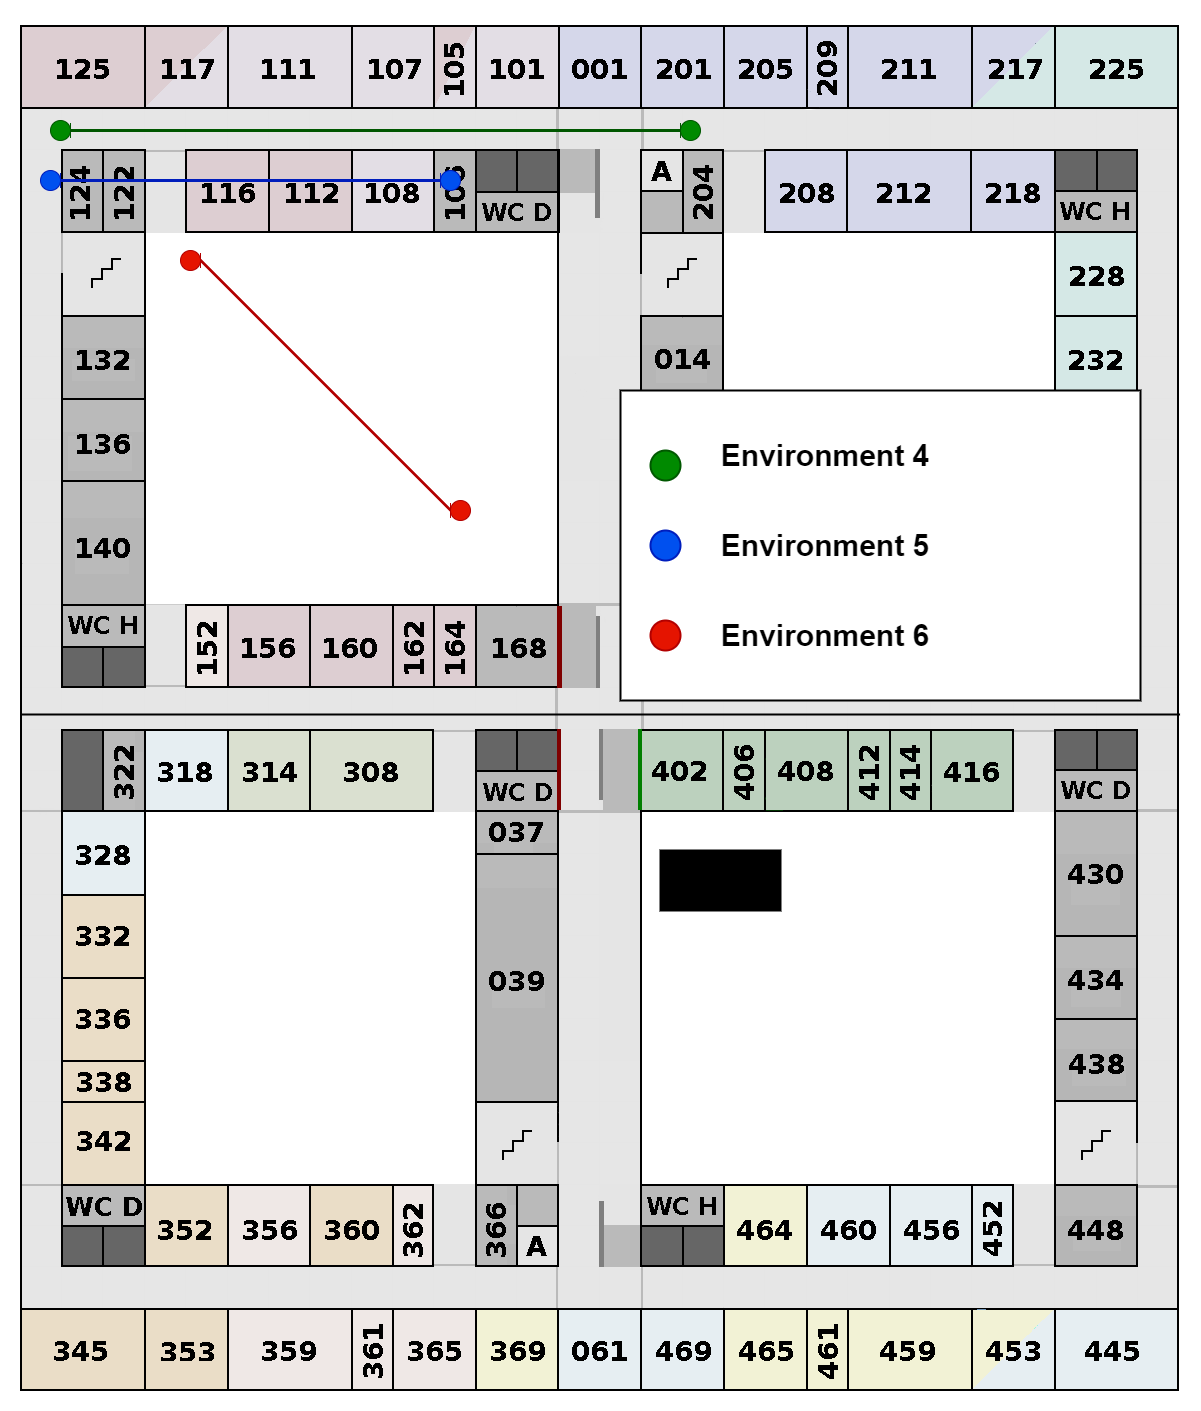 125 117 111 107 105 101 001 201 205 209 211 217 225
124 122 116 112 108 106 WC D A 204 208 212 218 WC H
228
132 014 232
136
Environment 4
140
Environment 5
WC H 152 156 160 162 164 168
Environment 6
322 318 314 308 WC D 402 406 408 412 414 416 WC D
328 037 430
332 039 434
336 438
338
342
WC D 352 356 360 362 366 A WC H 464 460 456 452 448
345 353 359 361 365 369 061 469 465 461 459 453 445